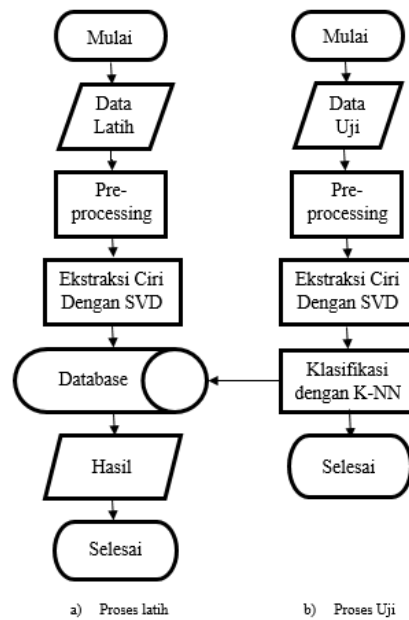 Mulai
Data
Latih
Pre-
processing
Ekstraksi Ciri
Dengan SVD
Database
Hasil
Selesai
a) Proses latih
Mulai
Data
Uji
Pre-
processing
Ekstraksi Ciri
Dengan SVD
Klasifikasi
dengan K-NN
Selesai
b) Proses Uji